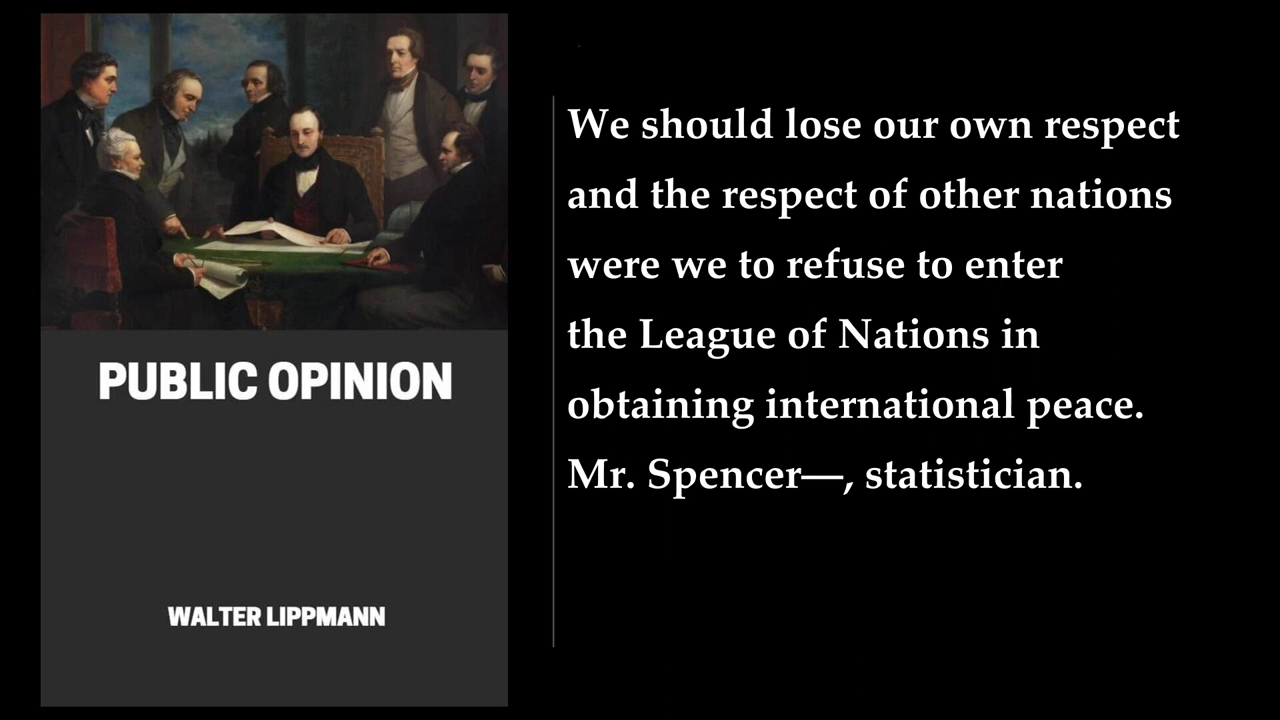 PUBLIC OPINION
WALTER LIPPMANN
We should lose our own respect
and the respect of other nations
were we to refuse to enter
the League of Nations in
obtaining international peace.
Mr. Spencer—, statistician.